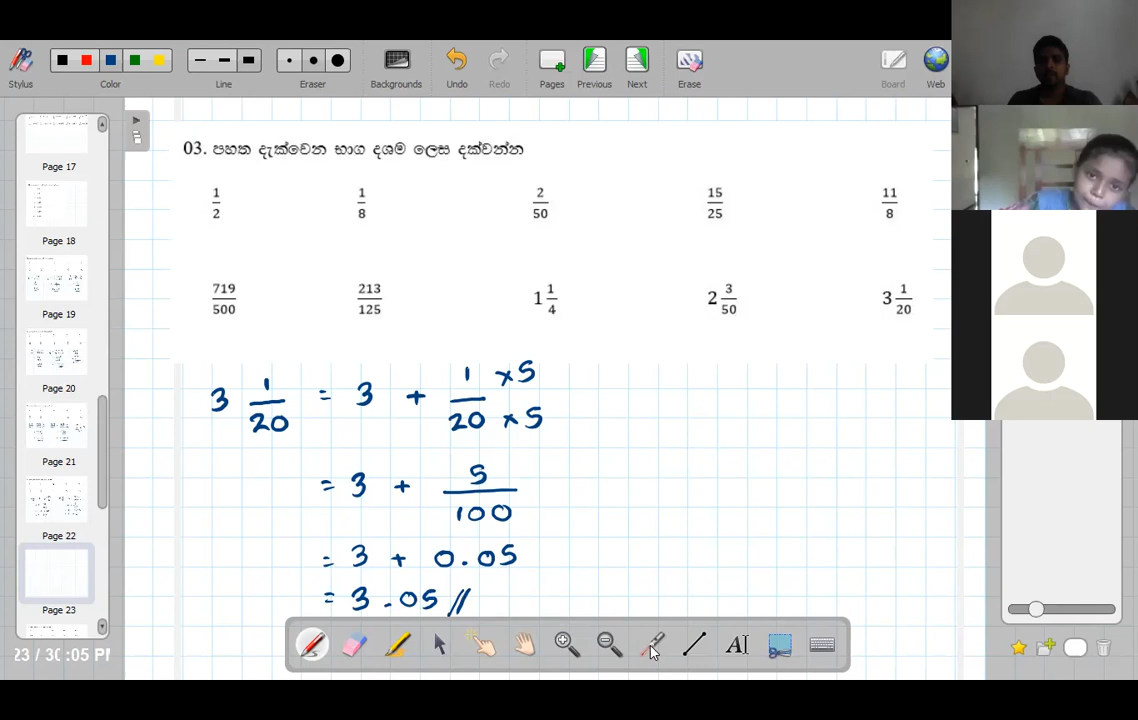 Stylus Color Line Eraser Backgrounds Undo Redo Pages Previous Next Erase Board Web
Page 17
Page 18
Page 19
Page 20
Page 21
Page 22
Page 23
03. පහත දැක්වෙන භාග දශම ලෙස දක්වන්න
1/2 1/8 2/50 15/25 11/8
719/500 213/125 1 1/4 2 3/50 3 1/20
3 1/20 = 3 + 1/20 ×5 ×5
= 3 + 5/100
= 3 + 0.05
= 3.05 //
23 / 30 :05 PM